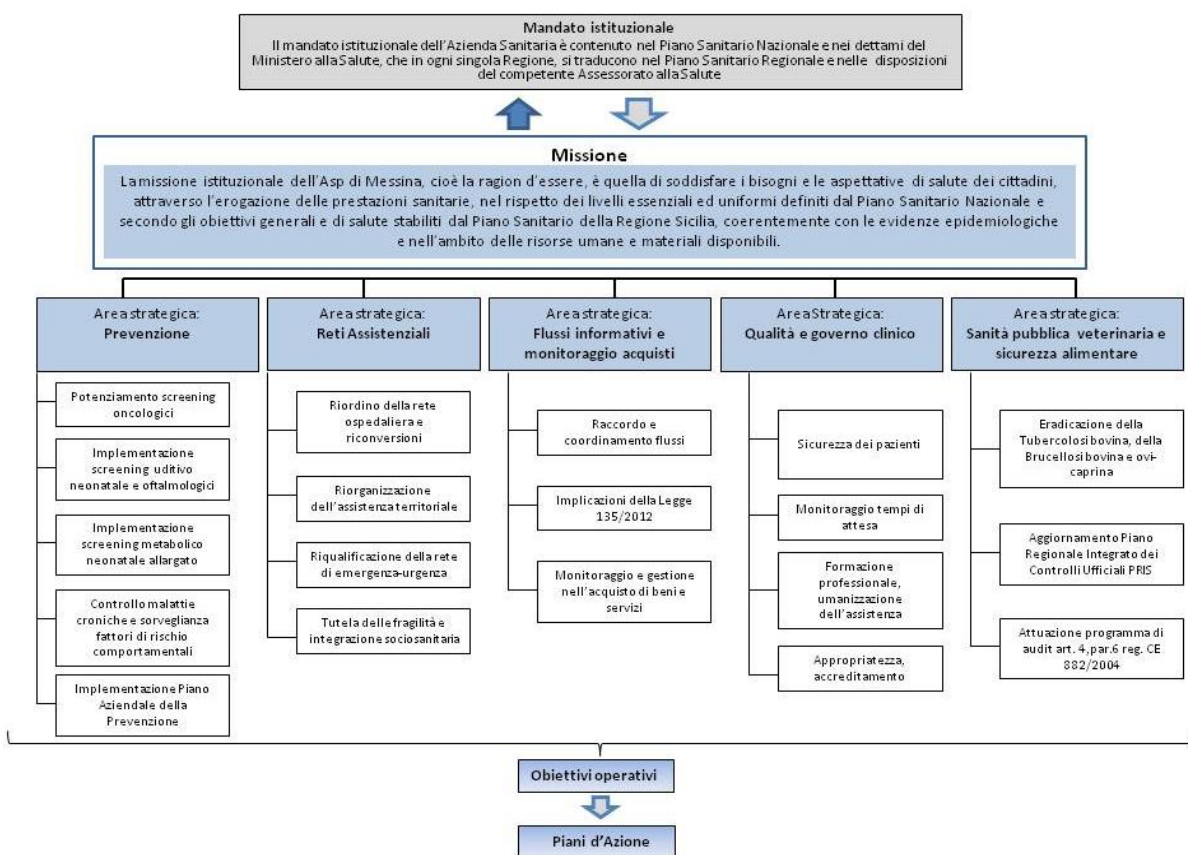 Mandato istituzionale
Il mandato istituzionale dell'Azienda Sanitaria è contenuto nel Piano Sanitario Nazionale e nei dettami del
Ministero alla Salute, che in ogni singola Regione, si traducono nel Piano Sanitario Regionale e nelle disposizioni
del competente Assessorato alla Salute
Missione
La missione istituzionale dell'Asp di Messina, cioè la ragion d'essere, è quella di soddisfare i bisogni e le aspettative di salute dei cittadini,
attraverso l'erogazione delle prestazioni sanitarie, nel rispetto dei livelli essenziali ed uniformi definiti dal Piano Sanitario Nazionale e
secondo gli obiettivi generali e di salute stabiliti dal Piano Sanitario della Regione Sicilia, coerentemente con le evidenze epidemiologiche
e nell'ambito delle risorse umane e materiali disponibili.
Area strategica:
Prevenzione
Potenziamento screening
oncologici
Implementazione
screening uditivo
neonatale e oftalmologici
Implementazione
screening metabolico
neonatale allargato
Controllo malattie
croniche e sorveglianza
fattori di rischio
comportamentali
Implementazione Piano
Aziendale della
Prevenzione
Area strategica:
Reti Assistenziali
Riordino della rete
ospedaliera e
riconversioni
Riorganizzazione
dell'assistenza territoriale
Riqualificazione della rete
di emergenza-urgenza
Tutela delle fragilità e
integrazione sociosanitaria
Area strategica:
Flussi informativi e
monitoraggio acquisti
Raccordo e
coordinamento flussi
Implicazioni della Legge
135/2012
Monitoraggio e gestione
nell'acquisto di beni e
servizi
Area Strategica:
Qualità e governo clinico
Sicurezza dei pazienti
Monitoraggio tempi di
attesa
Formazione
professionale,
umanizzazione
dell'assistenza
Appropriatezza,
accreditamento
Area strategica:
Sanità pubblica veterinaria e
sicurezza alimentare
Eradicazione della
Tubercolosi bovina, della
Brucellosi bovina e ovi-
caprina
Aggiornamento Piano
Regionale Integrato dei
Controlli Ufficiali PRIS
Attuazione programma di
audit art. 4,par.6 reg. CE
882/2004
Obiettivi operativi
Piani d'Azione